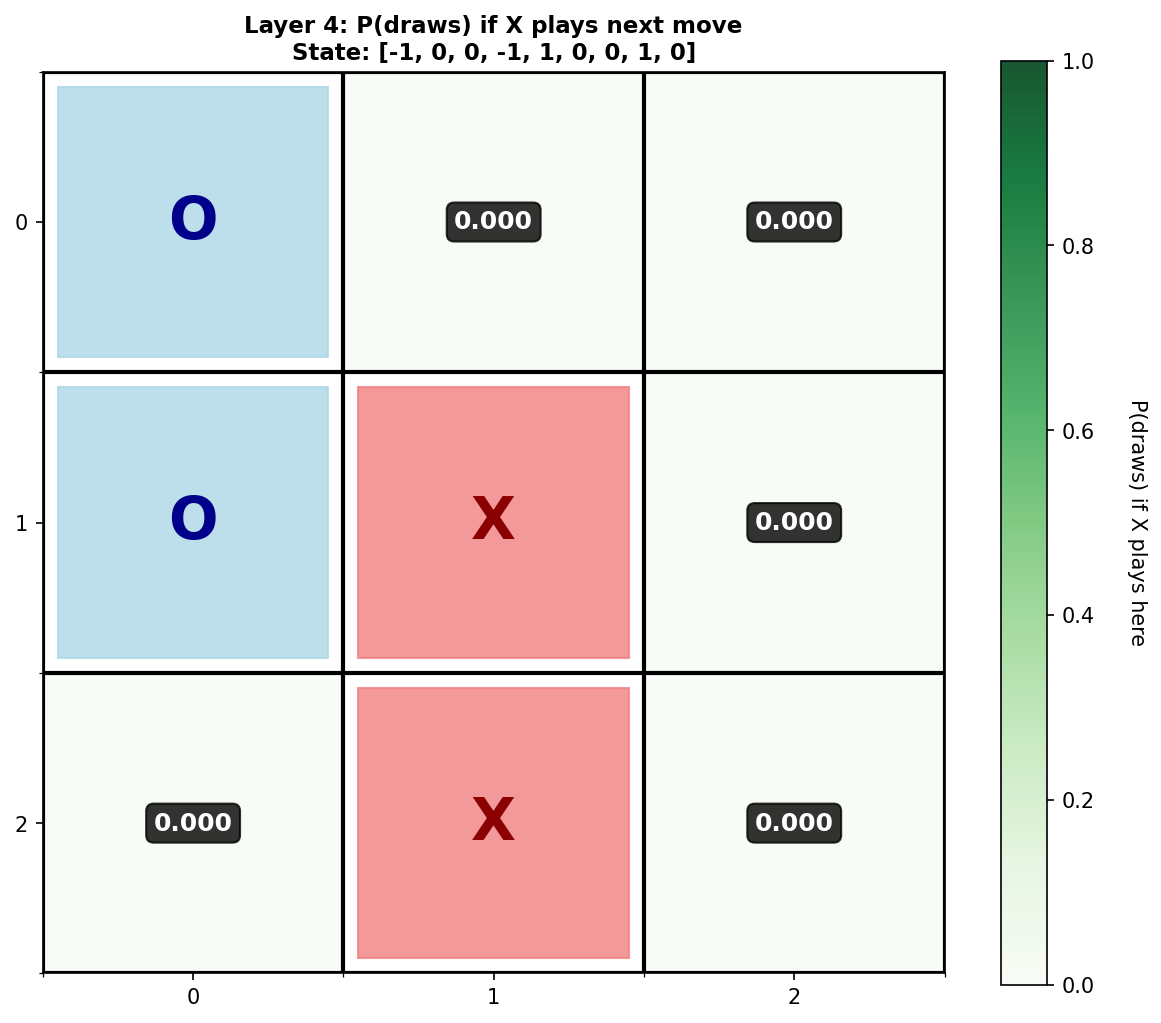 Layer 4: P(draws) if X plays next move
State: [-1, 0, 0, -1, 1, 0, 0, 1, 0]
0
O
0.000
0.000
1
O
X
0.000
2
0.000
X
0.000
0
1
2
1.0
0.8
0.6
0.4
0.2
0.0
P(draws) if X plays here